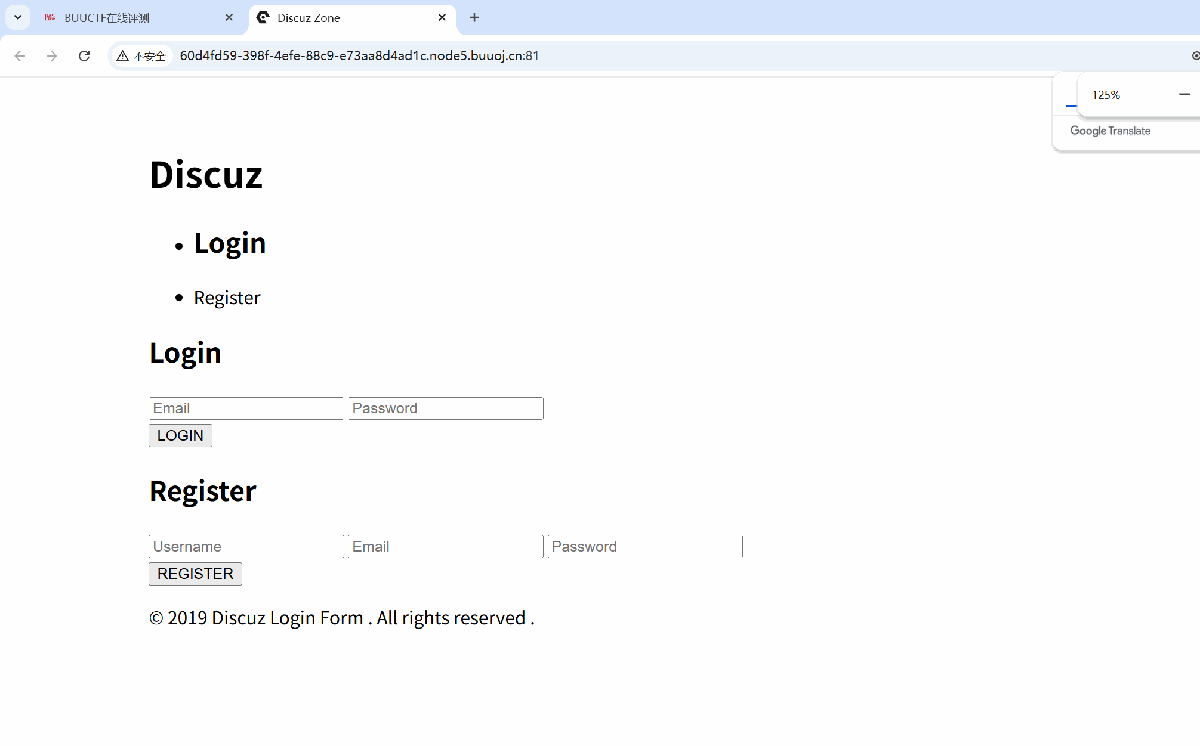 BUUCTF在线评测
Discuz Zone
不安全 60d4fd59-398f-4efe-88c9-e73aa8d4ad1c.node5.buuoj.cn:81
125%
Google Translate
Discuz
Login
Register
Login
Email Password
LOGIN
Register
Username Email Password
REGISTER
© 2019 Discuz Login Form . All rights reserved .